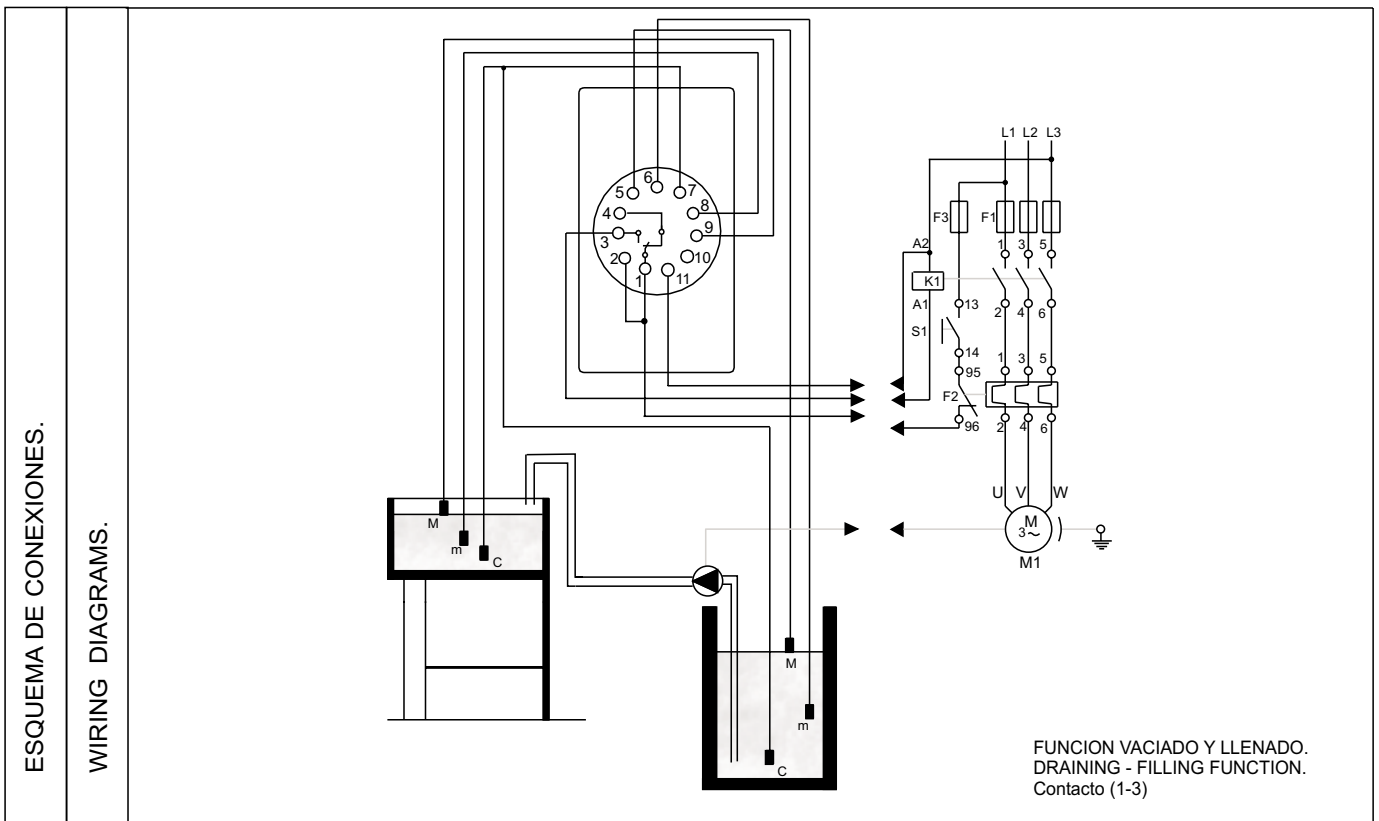 ESQUEMA DE CONEXIONES.
WIRING DIAGRAMS.
6
5
7
4
8
3
9
2
10
1
11
L1 L2 L3
F3
F1
A2
1
3
5
K1
A1
13
2
4
6
S1
14
1
3
5
95
F2
96
2
4
6
U
V
W
M
3~
M1
M
m
C
M
m
C
FUNCION VACIADO Y LLENADO.
DRAINING - FILLING FUNCTION.
Contacto (1-3)